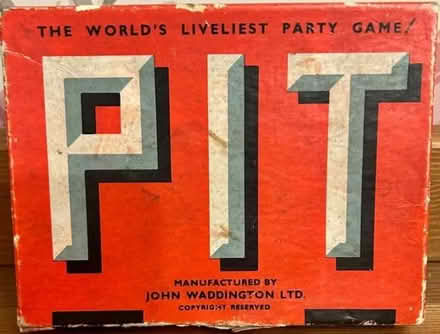 THE WORLD'S LIVELIEST PARTY GAME!
PIT
MANUFACTURED BY
JOHN WADDINGTON LTD.
COPYRIGHT RESERVED